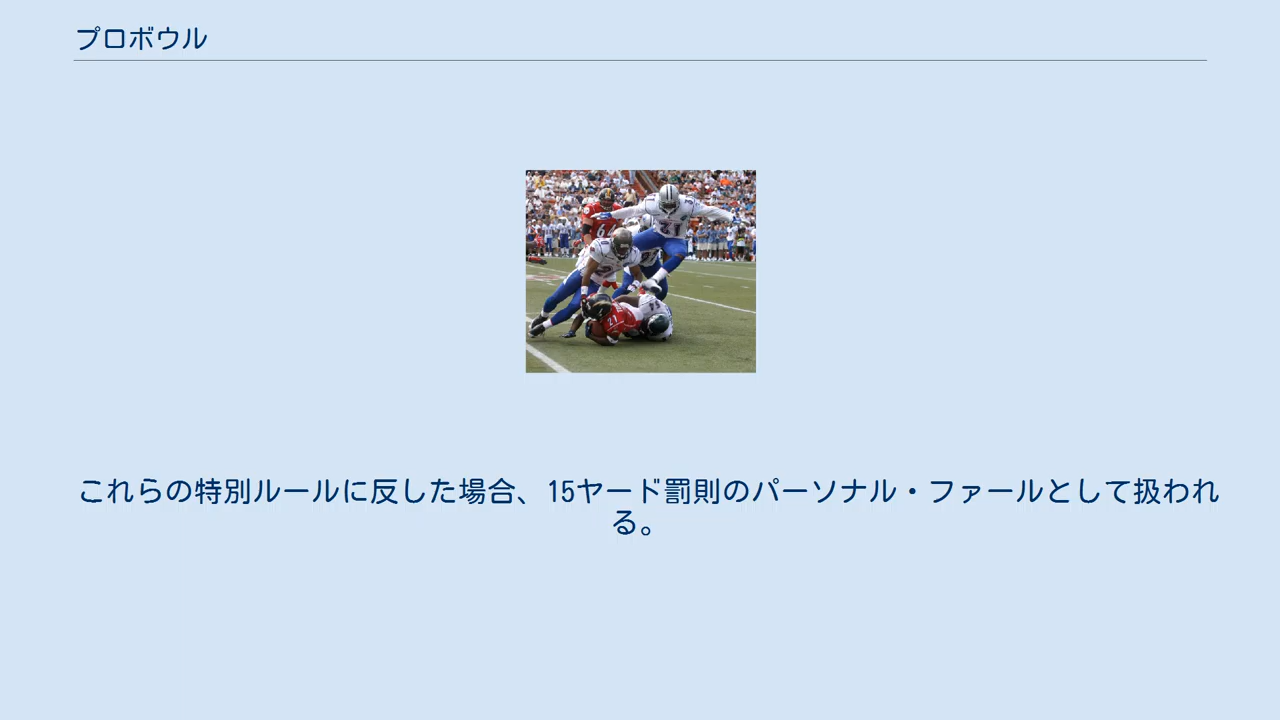 プロボウル
これらの特別ルールに反した場合、15ヤード罰則のパーソナル・ファールとして扱われ
る。